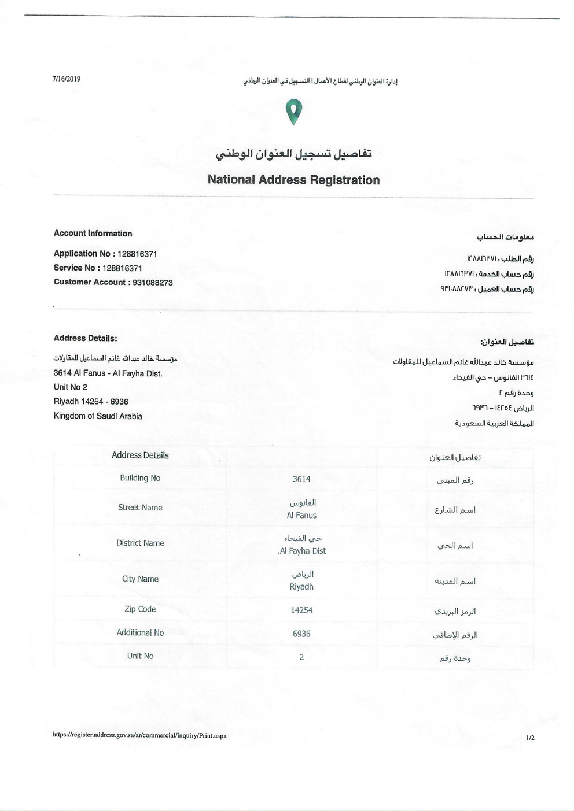 7/16/2019
إدارة العنوان الوطني لقطاع الأعمال | التسجيل في العنوان الوطني
تفاصيل تسجيل العنوان الوطني
National Address Registration
Account Information
معلومات الحساب
Application No : 128816371
رقم الطلب : ١٢٨٨١٦٣٧١
Service No : 128816371
رقم حساب الخدمة : ١٢٨٨١٦٣٧١
Customer Account : 931088273
رقم حساب العميل : ٩٣١٠٨٨٢٧٣
Address Details:
تفاصيل العنوان:
مؤسسة خالد عبدالله غانم السماعيل للمقاولات
مؤسسة خالد عبدالله غانم السماعيل للمقاولات
3614 Al Fanus - Al Fayha Dist.
٣٦١٤ الفانوس – حي الفيحاء
Unit No 2
وحدة رقم ٢
Riyadh 14254 - 6936
الرياض ١٤٢٥٤ – ٦٩٣٦
Kingdom of Saudi Arabia
المملكة العربية السعودية
Address Details
تفاصيل العنوان
Building No 3614 رقم المبنى
Street Name الفانوس اسم الشارع
Al Fanus
District Name حي الفيحاء اسم الحي
.Al Fayha Dist
City Name الرياض اسم المدينة
Riyadh
Zip Code 14254 الرمز البريدي
Additional No 6936 الرقم الإضافي
Unit No 2 وحدة رقم
https://register.address.gov.sa/ar/commercial/inquiry/Print.aspx
1/2